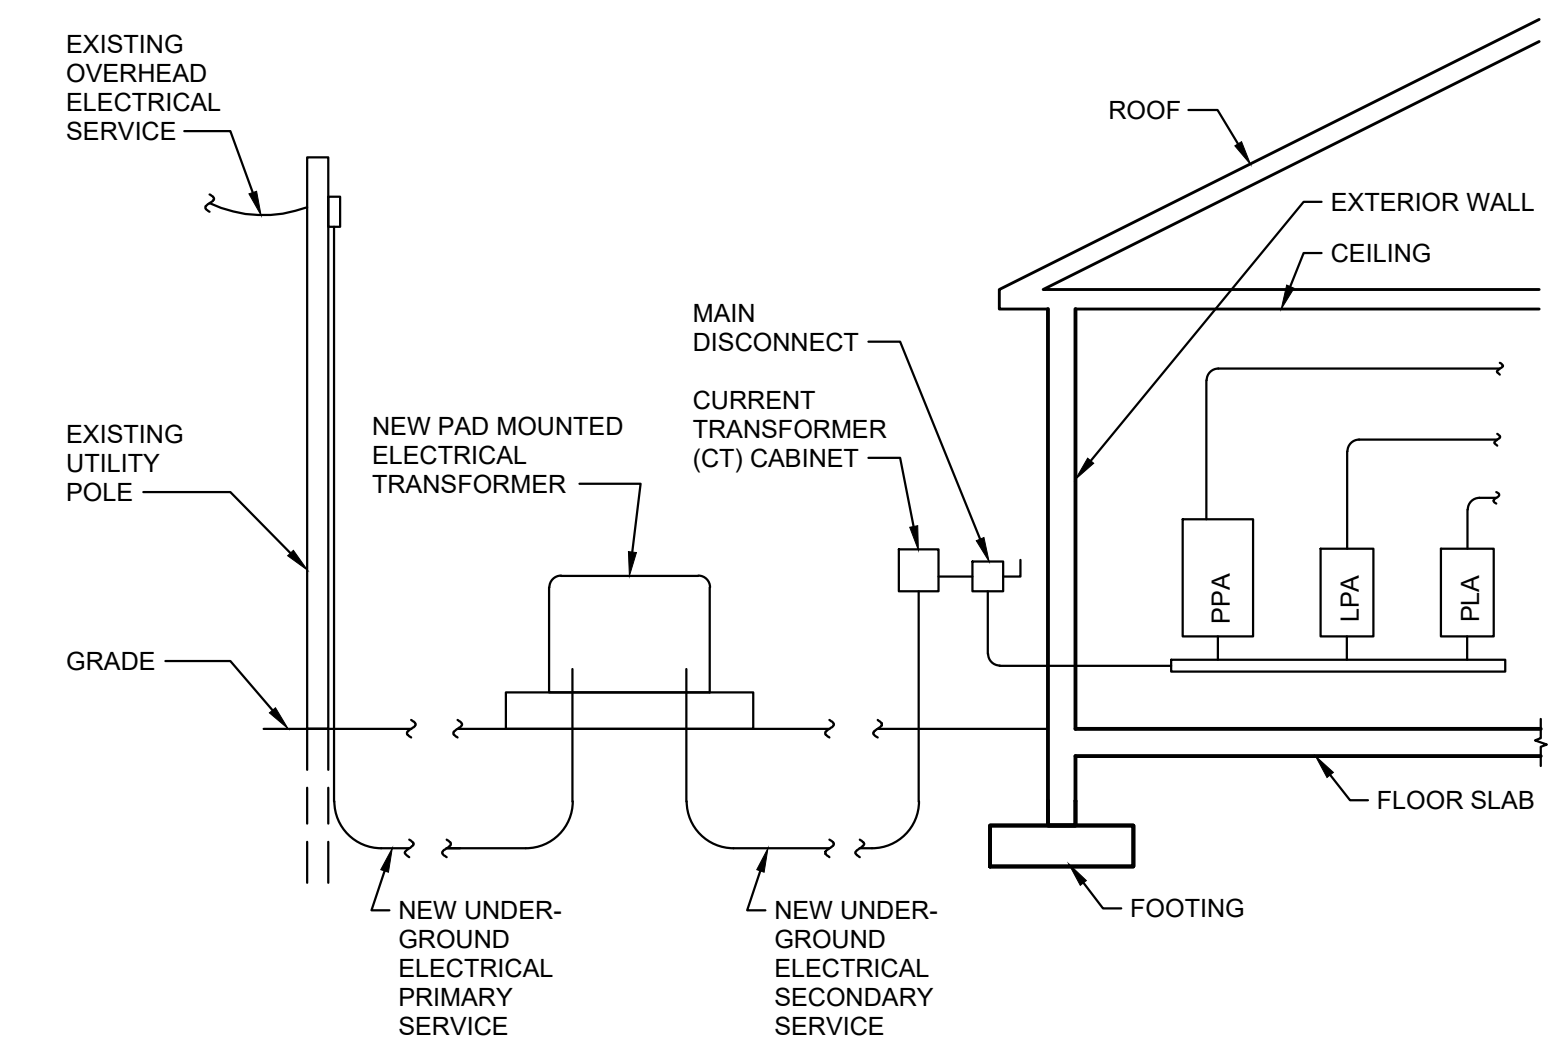 EXISTING
OVERHEAD
ELECTRICAL
SERVICE
ROOF
EXTERIOR WALL
CEILING
MAIN
DISCONNECT
CURRENT
TRANSFORMER
(CT) CABINET
NEW PAD MOUNTED
ELECTRICAL
TRANSFORMER
EXISTING
UTILITY
POLE
PPA
LPA
PLA
GRADE
FLOOR SLAB
FOOTING
NEW UNDER-
GROUND
ELECTRICAL
PRIMARY
SERVICE
NEW UNDER-
GROUND
ELECTRICAL
SECONDARY
SERVICE